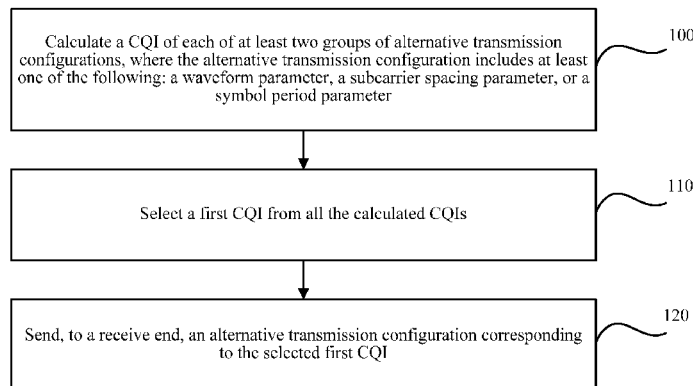 Calculate a CQI of each of at least two groups of alternative transmission
configurations, where the alternative transmission configuration includes at least
one of the following: a waveform parameter, a subcarrier spacing parameter, or a
symbol period parameter
100
Select a first CQI from all the calculated CQIs
110
Send, to a receive end, an alternative transmission configuration corresponding
to the selected first CQI
120